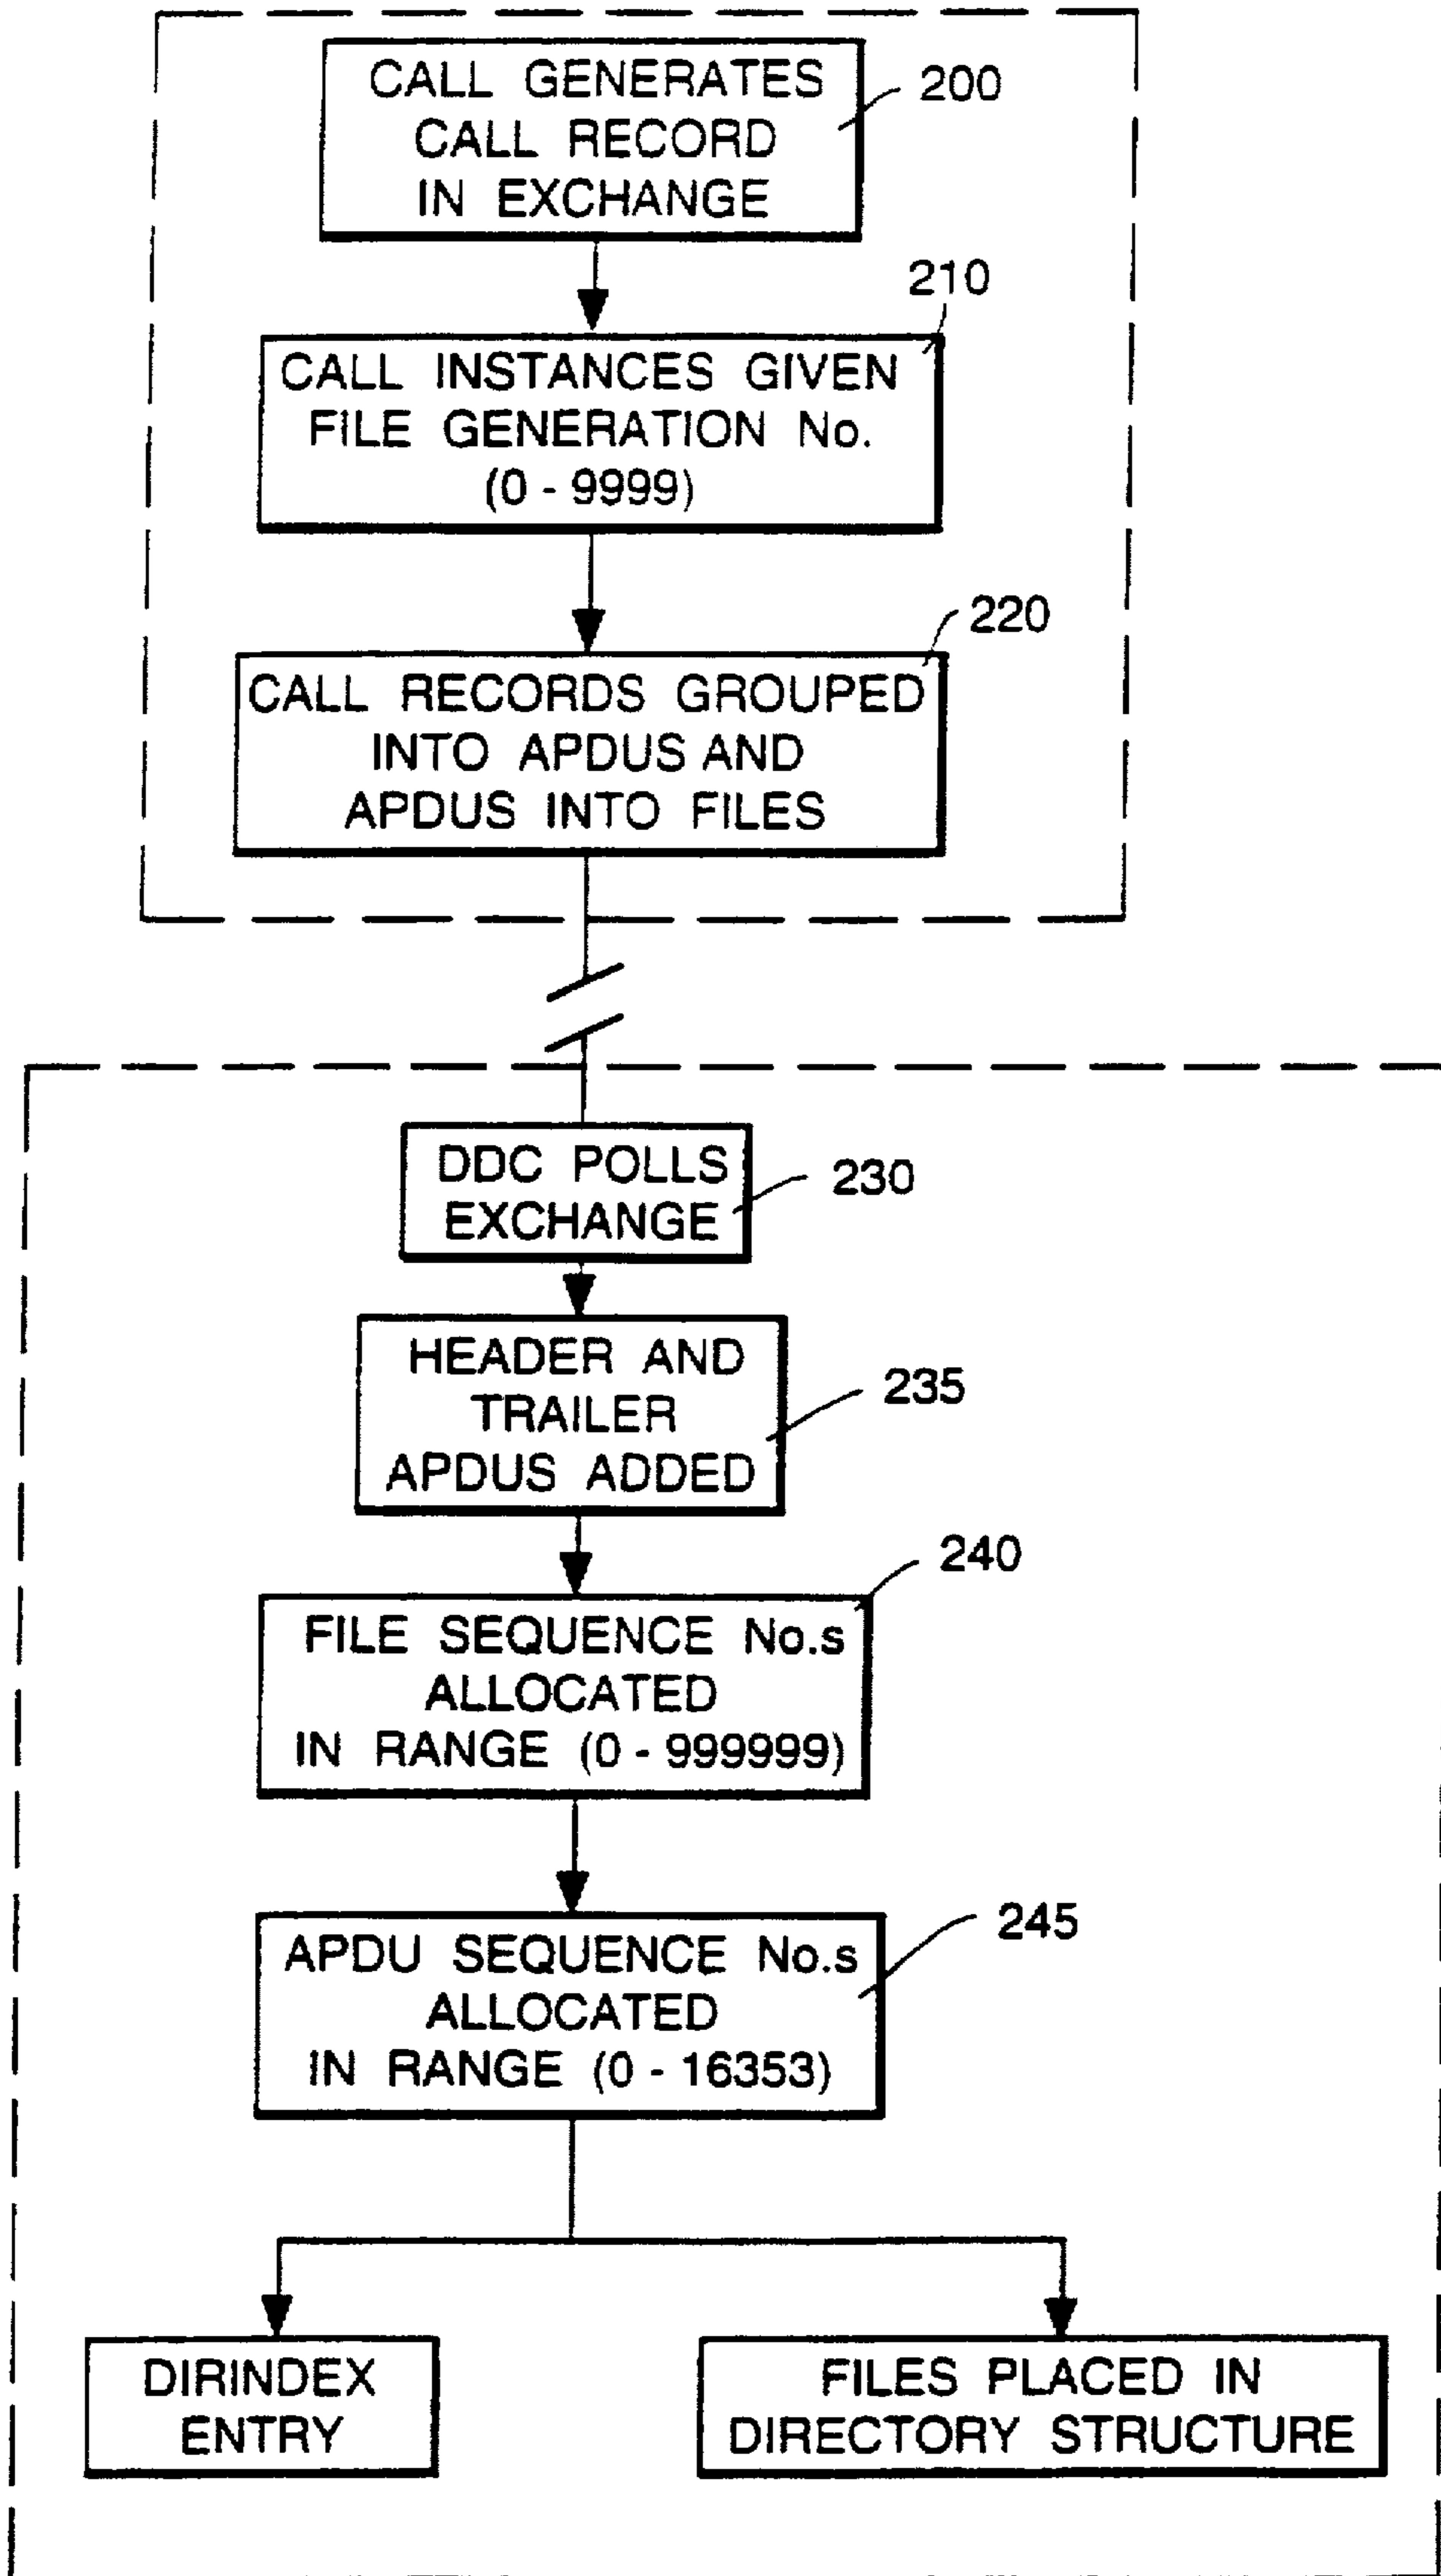 CALL GENERATES
CALL RECORD
IN EXCHANGE
200
210
CALL INSTANCES GIVEN
FILE GENERATION No.
(0 - 9999)
220
CALL RECORDS GROUPED
INTO APDUS AND
APDUS INTO FILES
DDC POLLS
EXCHANGE
230
HEADER AND
TRAILER
APDUS ADDED
235
240
FILE SEQUENCE No.s
ALLOCATED
IN RANGE (0 - 999999)
245
APDU SEQUENCE No.s
ALLOCATED
IN RANGE (0 - 16353)
DIRINDEX
ENTRY
FILES PLACED IN
DIRECTORY STRUCTURE